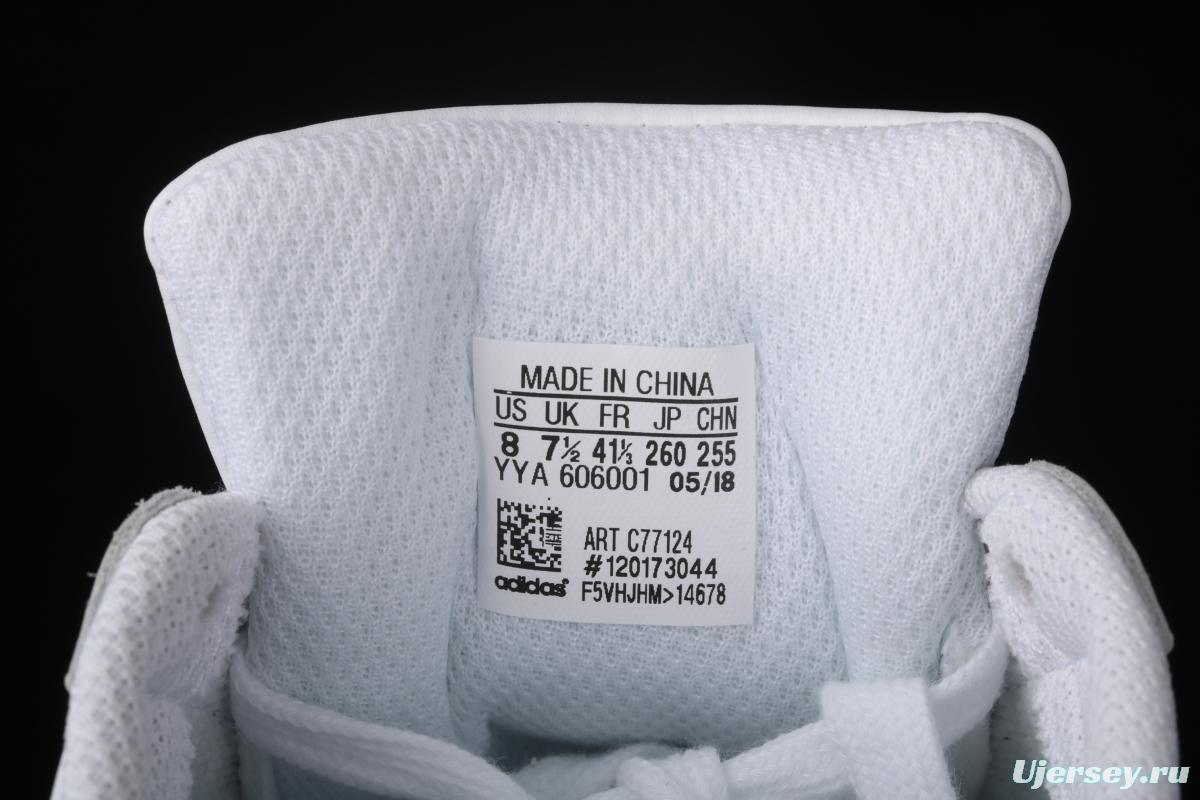 MADE IN CHINA
US UK FR JP CHN
8 7½ 41⅓ 260 255
YYA 606001 05/18
ART C77124
#120173044
adidas® F5VHJHM>14678
Ujersey.ru